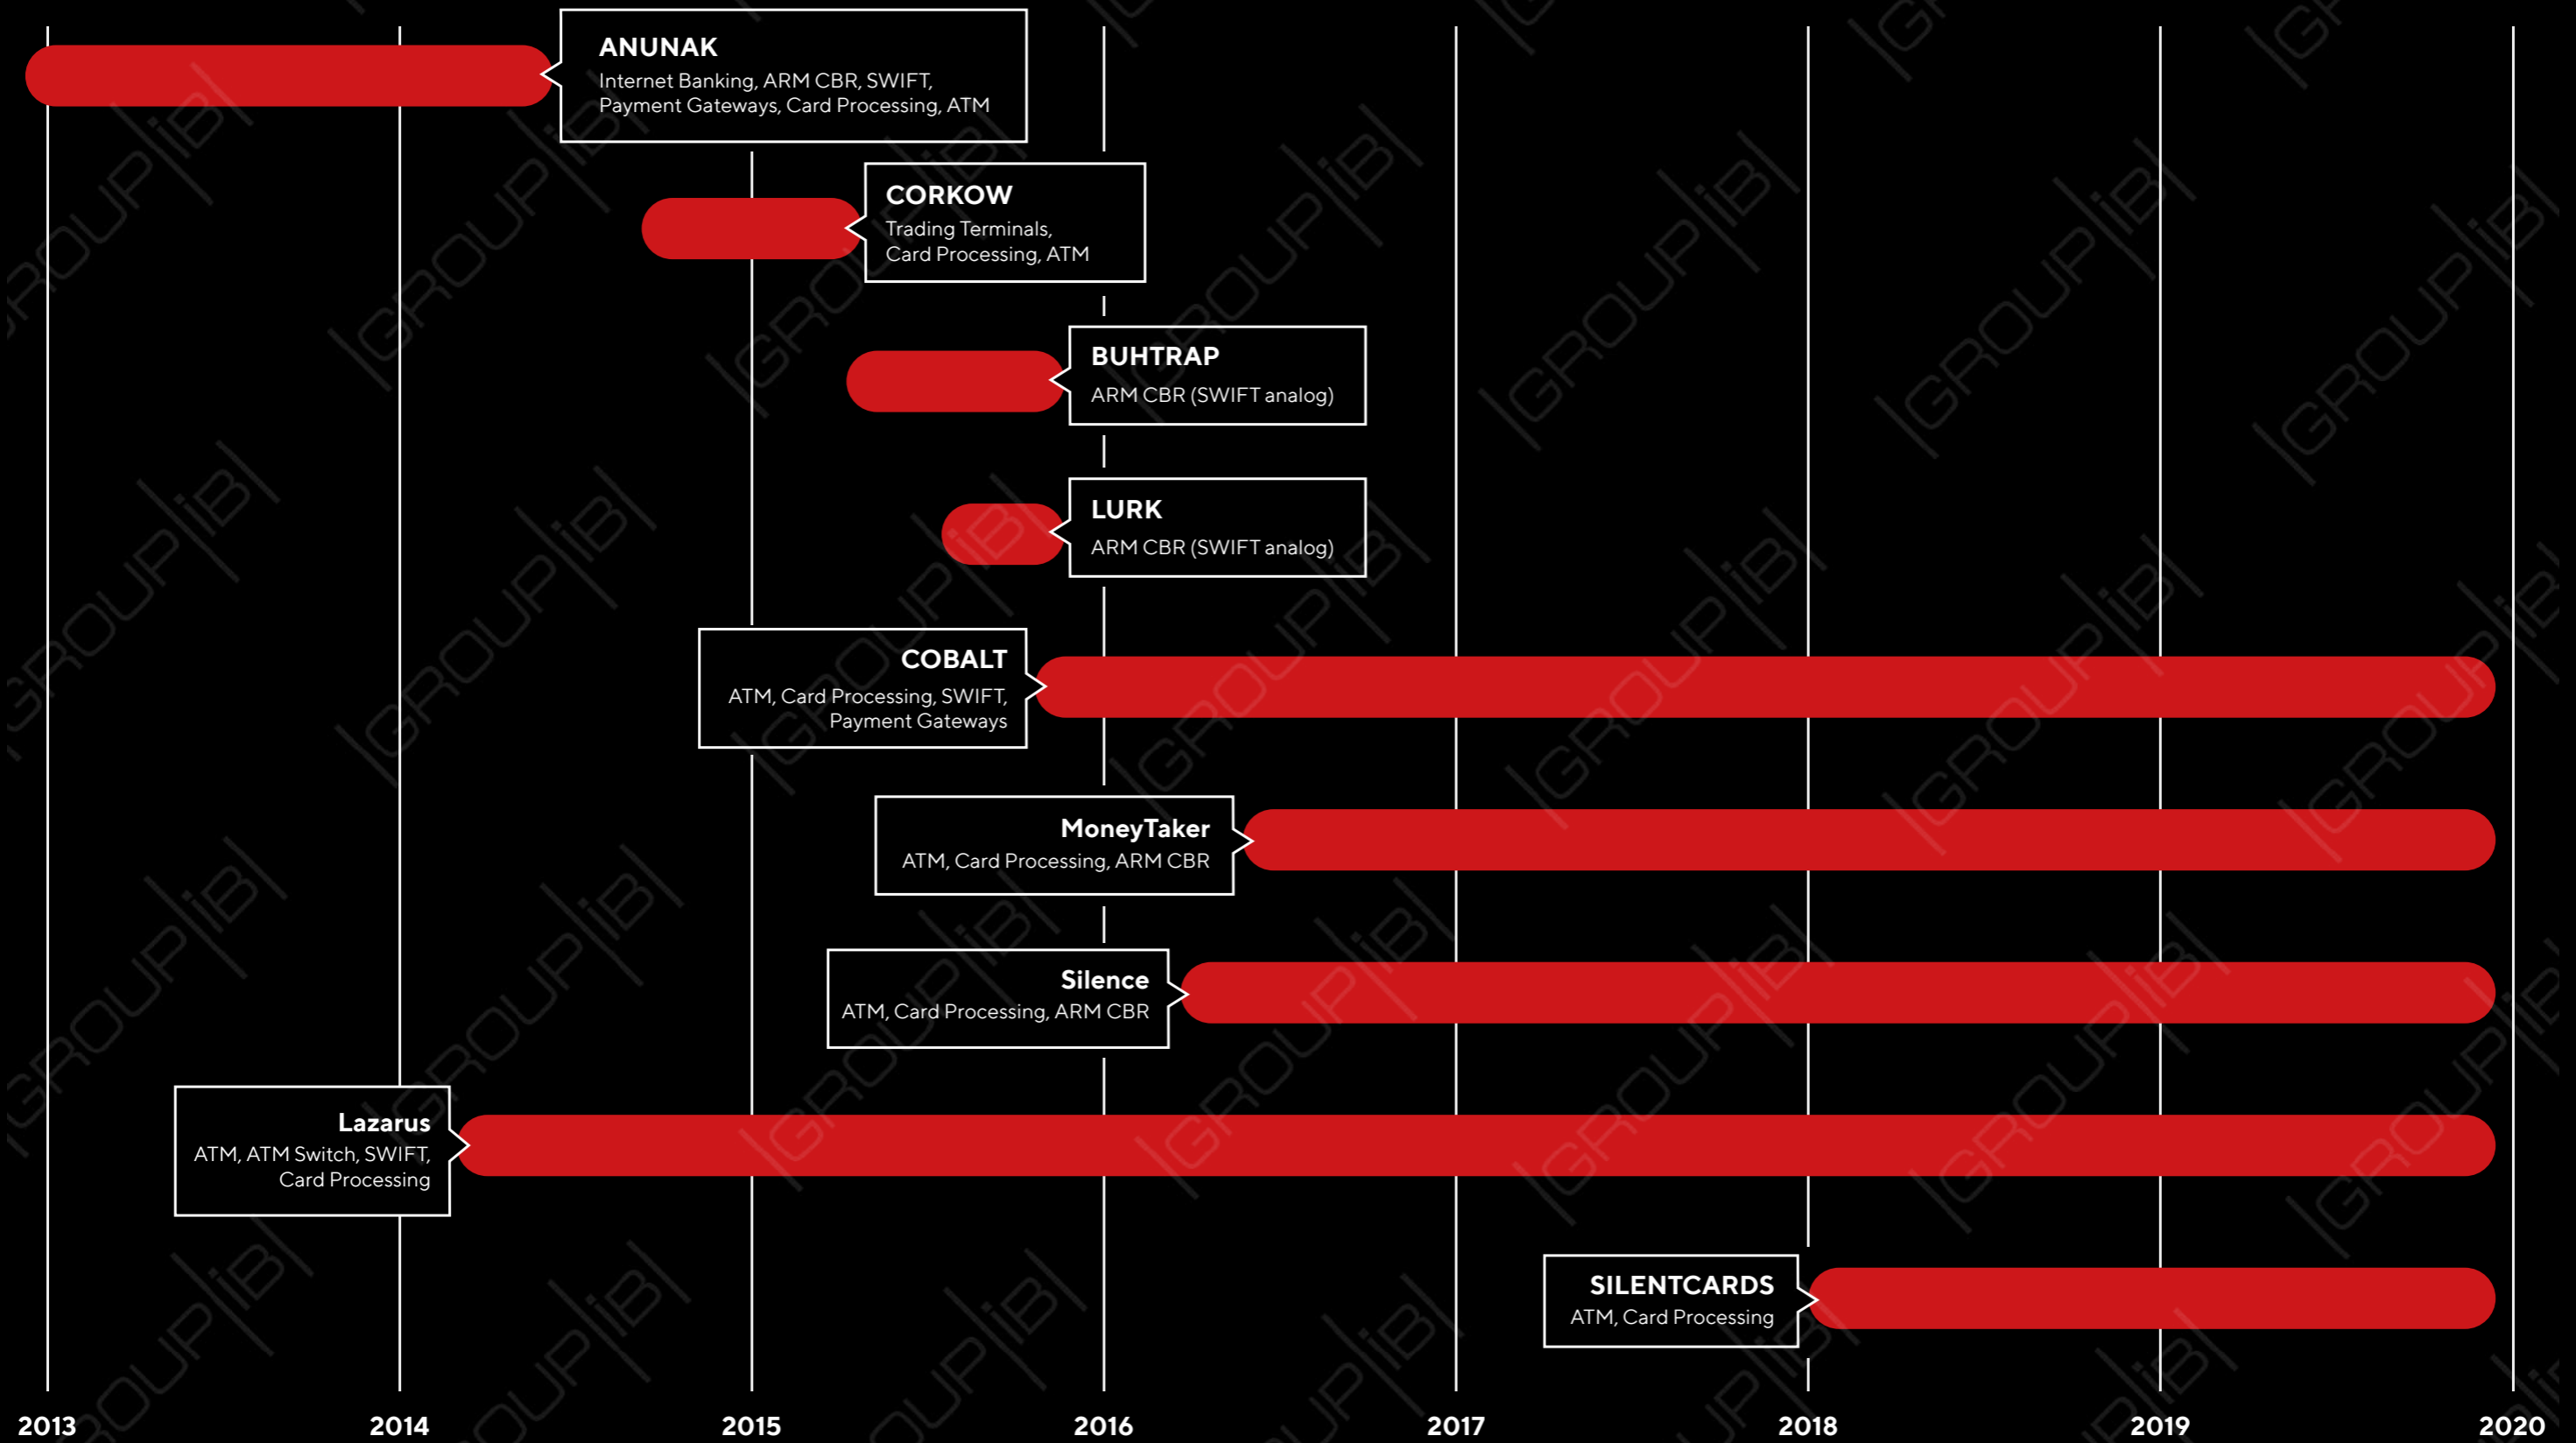 ANUNAK
Internet Banking, ARM CBR, SWIFT,
Payment Gateways, Card Processing, ATM
CORKOW
Trading Terminals,
Card Processing, ATM
BUHTRAP
ARM CBR (SWIFT analog)
LURK
ARM CBR (SWIFT analog)
COBALT
ATM, Card Processing, SWIFT,
Payment Gateways
MoneyTaker
ATM, Card Processing, ARM CBR
Silence
ATM, Card Processing, ARM CBR
Lazarus
ATM, ATM Switch, SWIFT,
Card Processing
SILENTCARDS
ATM, Card Processing
2013 2014 2015 2016 2017 2018 2019 2020
GROUP|iB